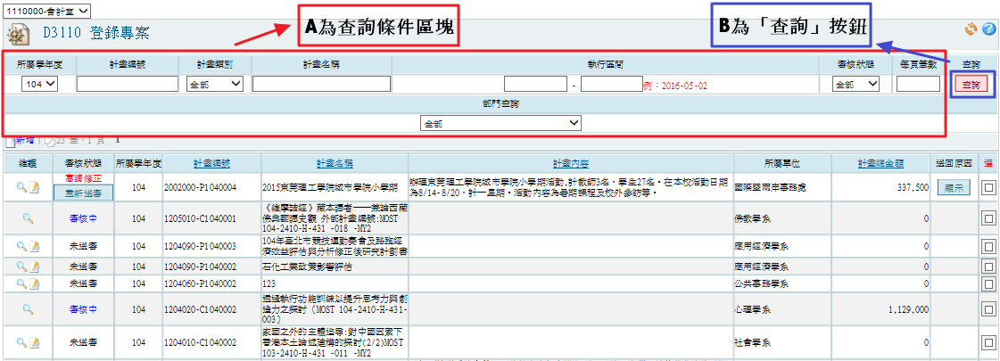 1110000-會計室
D3110 登錄專案
A為查詢條件區塊
B為「查詢」按鈕
所屬學年度 計畫編號 計畫類別 計畫名稱 執行區間 審核狀態 每頁筆數 查詢
104 全部 - 例：2016-05-02 全部 查詢
部門查詢
全部
新增 23 筆，1 頁 1
維護 審核狀態 所屬學年度 計畫編號 計畫名稱 計畫內容 所屬單位 計畫總金額 送回原因 選
惠請修正
重新送審 104 2002000-P1040004 2015東莞理工學院城市學院小學期 辦理東莞理工學院城市學院小學期活動,計教師3名、學生27名。在本校活動日期
為8/14-8/20，計一星期。活動內容為暑期課程及校外參訪等。 國際暨兩岸事務處 337,500 顯示
審核中 104 1205010-C1040001 《維摩詰經》藏本譯者——兼論西藏
佛典翻譯史觀 外部計畫編號:MOST
104-2410-H-431 -018 -MY2 佛教學系 0
未送審 104 1204090-P1040003 104年臺北市競技運動賽會及路跑經
濟效益評估與分析修正後研究計劃書 應用經濟學系 0
未送審 104 1204090-P1040002 石化工業政策影響評估 應用經濟學系 0
未送審 104 1204060-P1040002 123 公共事務學系 0
審核中 104 1204020-C1040002 透過執行功能訓練以提升思考力與創
造力之探討（MOST 104-2410-H-431-
003） 心理學系 1,129,000
未送審 104 1204010-C1040002 家國之外的主體追尋:對中國因素下
香港本土論述建構的探討(2/2)MOST
103-2410-H-431 -011 -MY2 社會學系 0